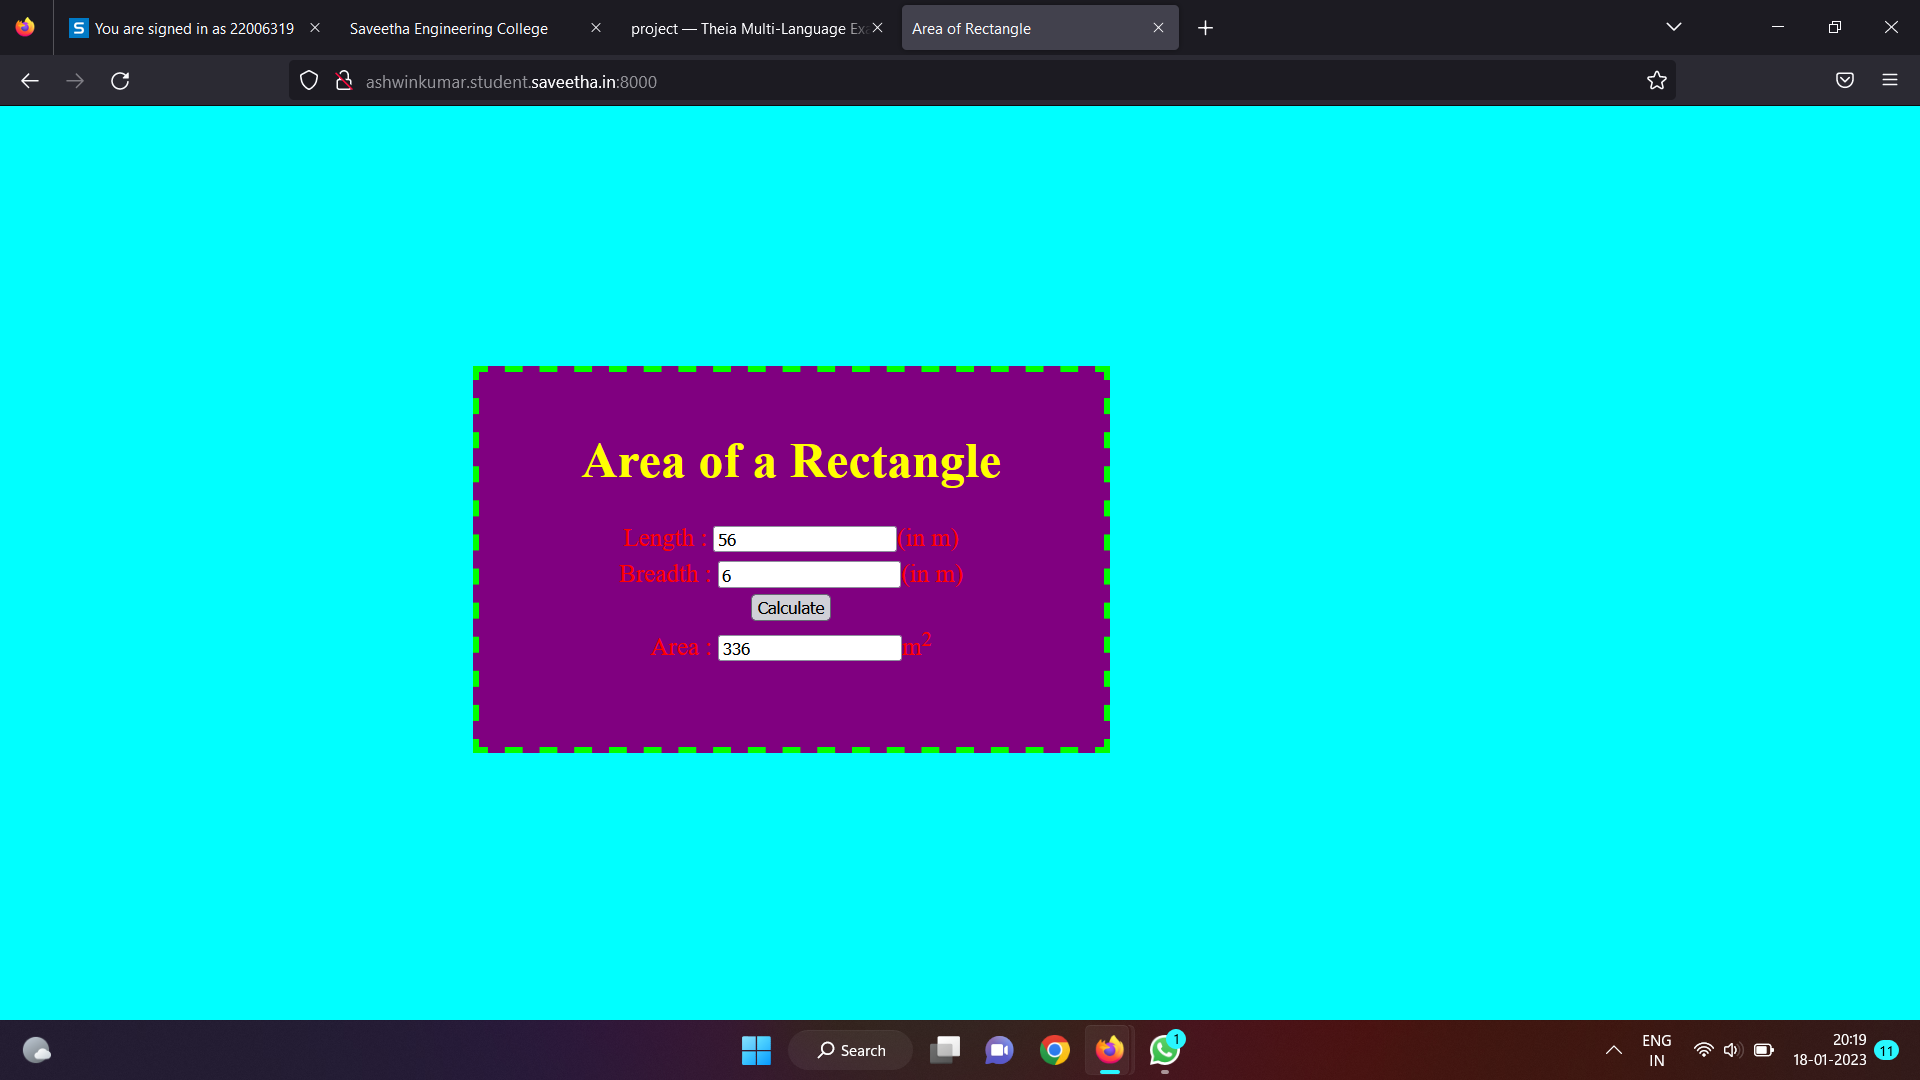 You are signed in as 22006319
Saveetha Engineering College
project — Theia Multi-Language Ex
Area of Rectangle
ashwinkumar.student.saveetha.in:8000
Area of a Rectangle
Length : 56 (in m)
Breadth : 6 (in m)
Calculate
Area : 336 m²
Search
1
ENG
IN
20:19
18-01-2023
11